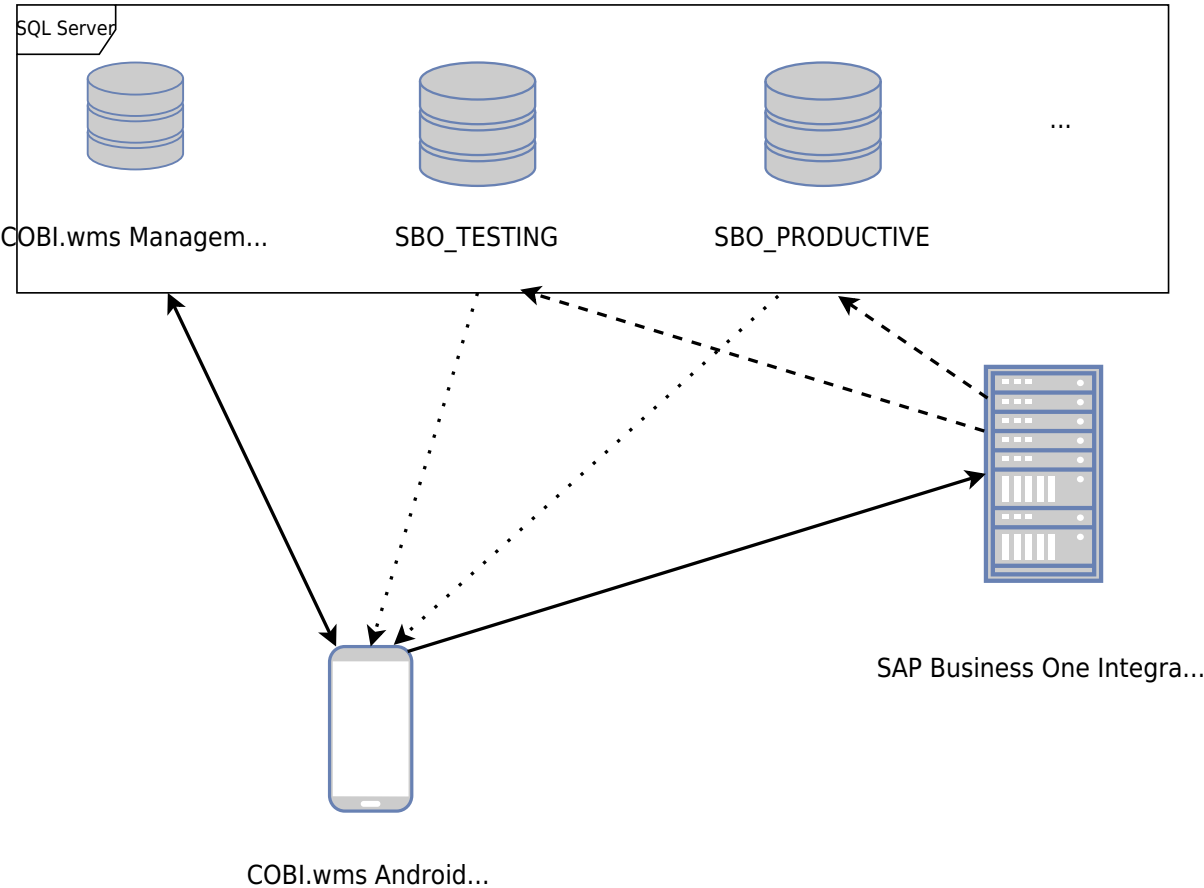 SQL Server
...
COBI.wms Managem...
SBO_TESTING
SBO_PRODUCTIVE
SAP Business One Integra...
COBI.wms Android...